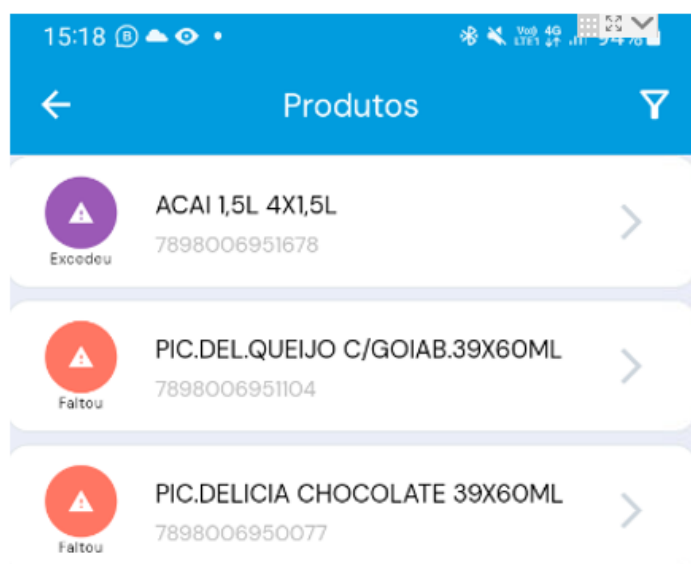 15:18
Produtos
ACAI 1,5L 4X1,5L
7898006951678
Excedeu
PIC.DEL.QUEIJO C/GOIAB.39X60ML
7898006951104
Faltou
PIC.DELICIA CHOCOLATE 39X60ML
7898006950077
Faltou